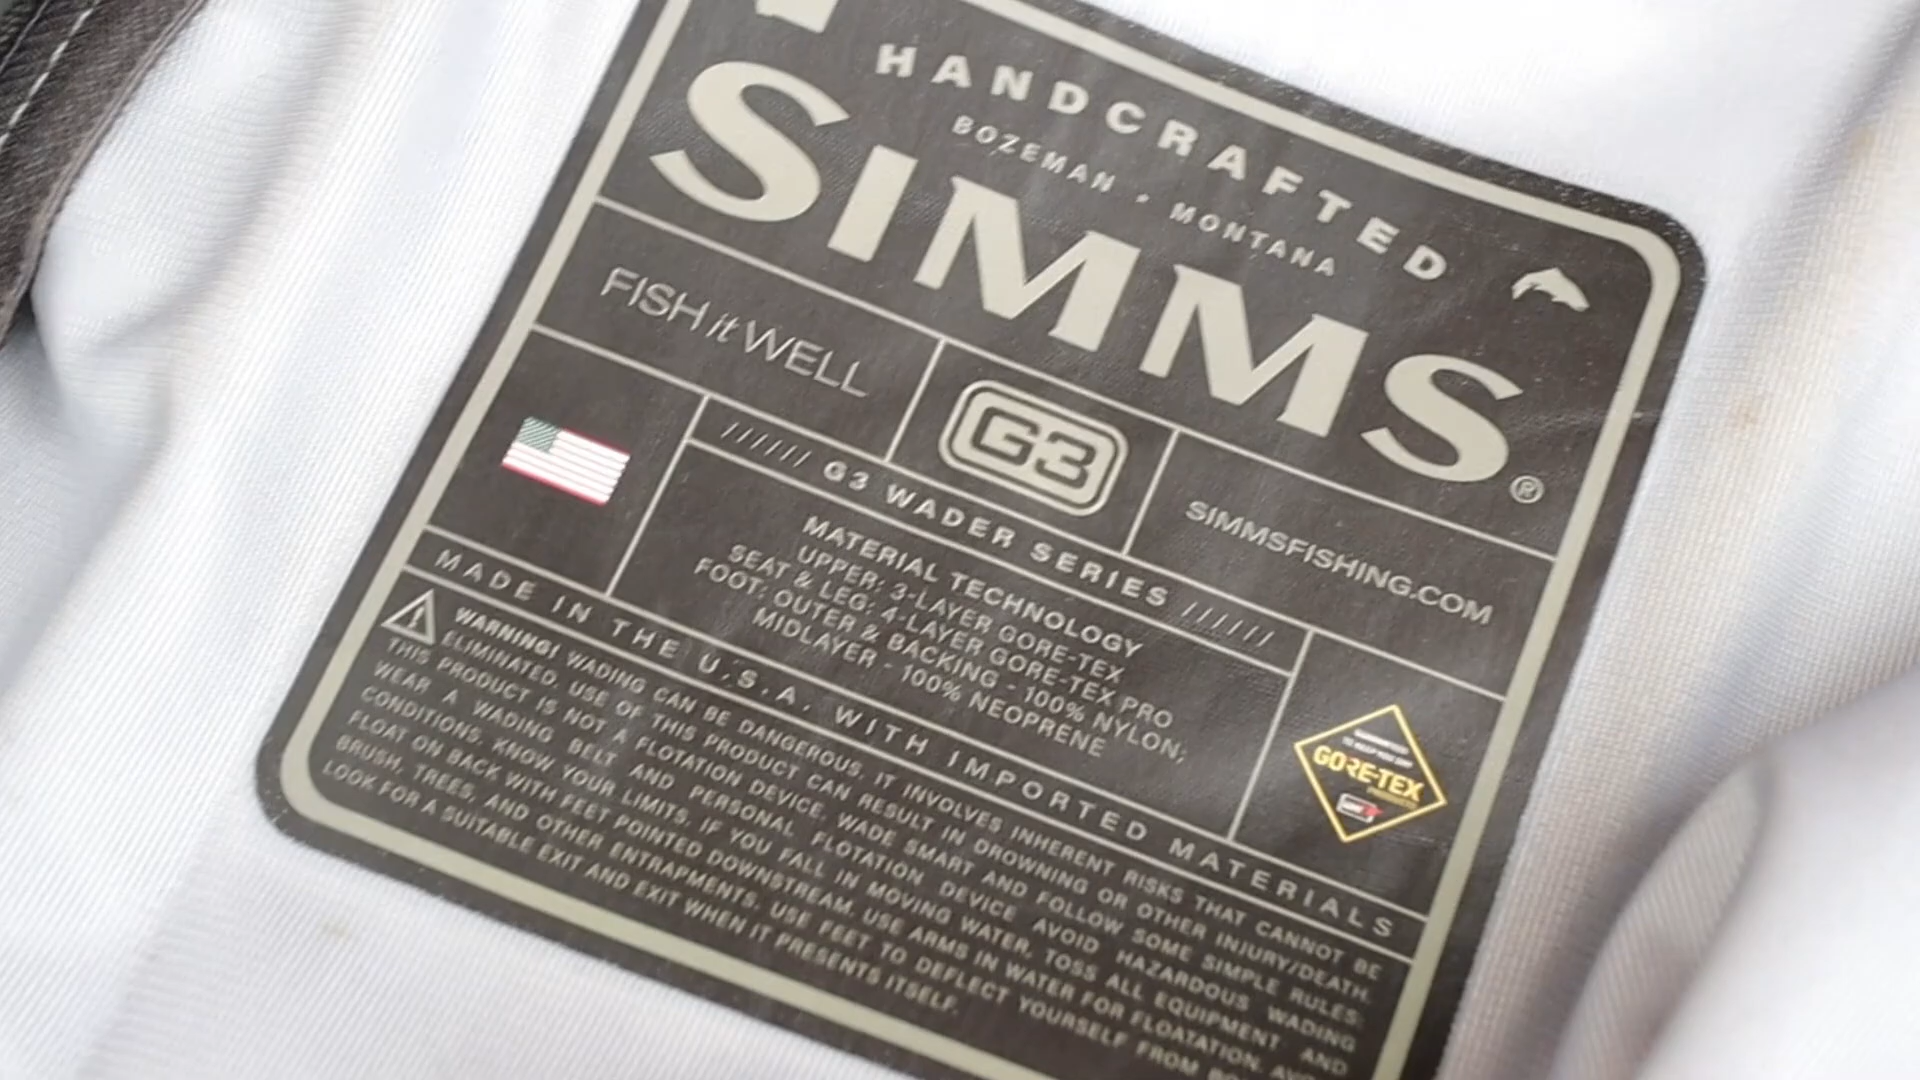 HANDCRAFTED
BOZEMAN • MONTANA
SIMMS®
FISH it WELL
G3
SIMMSFISHING.COM
////// G3 WADER SERIES //////
MATERIAL TECHNOLOGY
UPPER: 3-LAYER GORE-TEX
SEAT & LEG: 4-LAYER GORE-TEX PRO
FOOT: OUTER & BACKING - 100% NYLON;
MIDLAYER - 100% NEOPRENE
GORE-TEX
PRODUCTS
MADE IN THE U.S.A. WITH IMPORTED MATERIALS
WARNING! WADING CAN BE DANGEROUS. IT INVOLVES INHERENT RISKS THAT CANNOT BE
ELIMINATED. USE OF THIS PRODUCT CAN RESULT IN DROWNING OR OTHER INJURY/DEATH.
THIS PRODUCT IS NOT A FLOTATION DEVICE. WADE SMART AND FOLLOW SOME SIMPLE RULES:
WEAR A WADING BELT AND PERSONAL FLOTATION DEVICE. AVOID HAZARDOUS WADING
CONDITIONS. KNOW YOUR LIMITS. IF YOU FALL IN MOVING WATER, TOSS ALL EQUIPMENT AND
FLOAT ON BACK WITH FEET POINTED DOWNSTREAM. USE ARMS IN WATER FOR FLOATATION.
BRUSH, TREES, AND OTHER ENTRAPMENTS. USE FEET TO DEFLECT YOURSELF FROM
LOOK FOR A SUITABLE EXIT AND EXIT WHEN IT PRESENTS ITSELF.